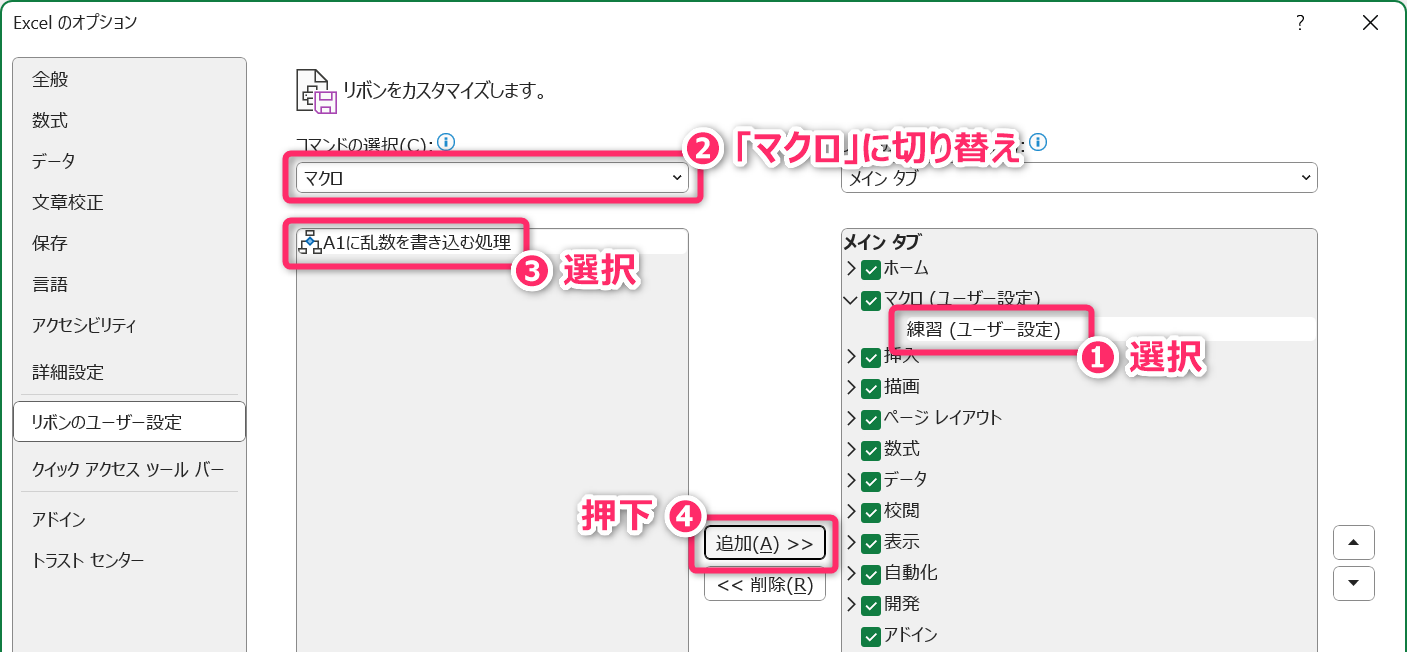 Excel のオプション
?
全般
数式
データ
文章校正
保存
言語
アクセシビリティ
詳細設定
リボンのユーザー設定
クイック アクセス ツール バー
アドイン
トラスト センター
リボンをカスタマイズします。
コマンドの選択(C):
❷「マクロ」に切り替え
マクロ
メイン タブ
A1に乱数を書き込む処理
❸ 選択
メイン タブ
ホーム
マクロ (ユーザー設定)
練習 (ユーザー設定)
❶ 選択
挿入
描画
ページ レイアウト
数式
データ
校閲
表示
自動化
開発
アドイン
押下 ❹
追加(A) >>
<< 削除(R)